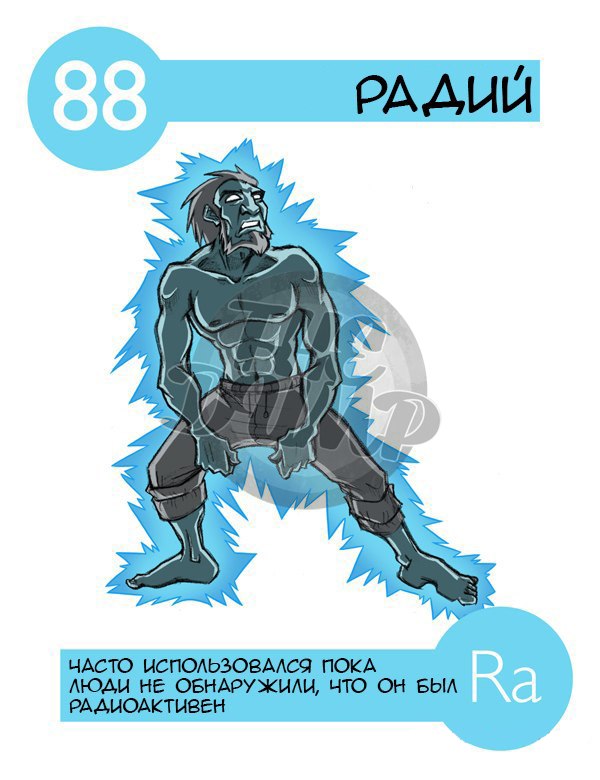 88
РАДИЙ
ЧАСТО ИСПОЛЬЗОВАЛСЯ ПОКА
ЛЮДИ НЕ ОБНАРУЖИЛИ, ЧТО ОН БЫЛ
РАДИОАКТИВЕН
Ra